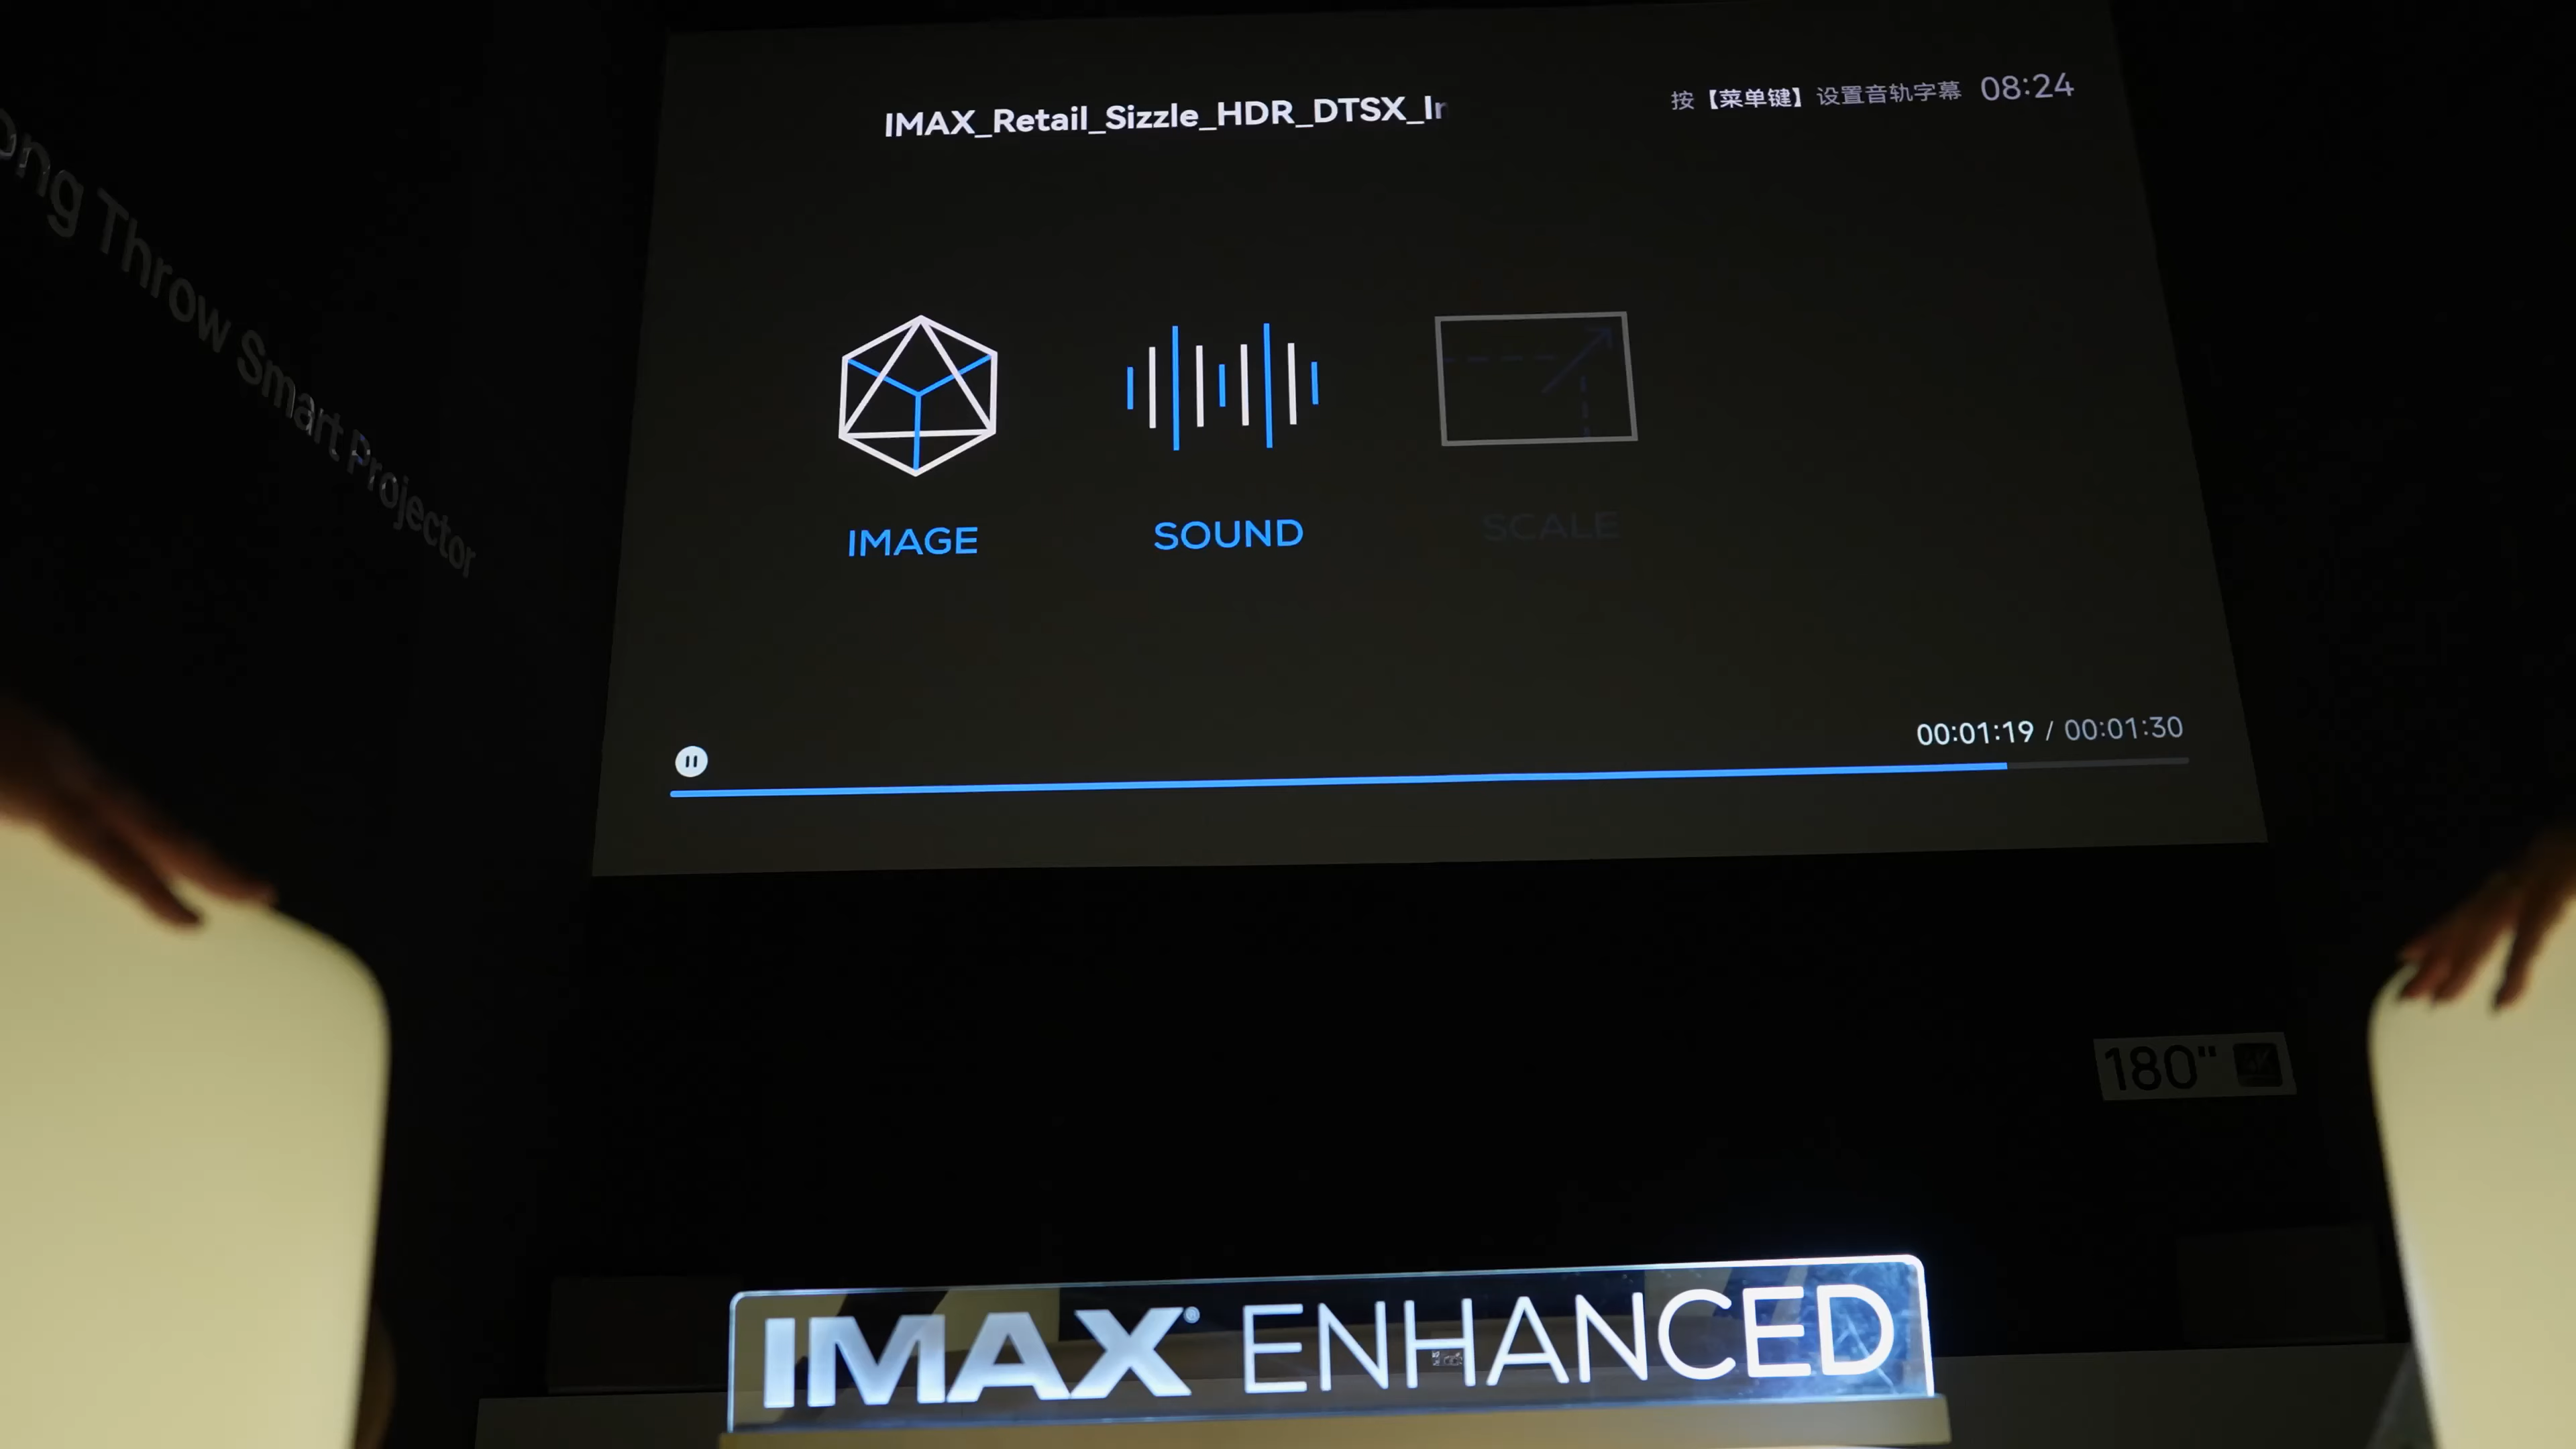 IMAX_Retail_Sizzle_HDR_DTSX_In
按【菜单键】设置音轨字幕 08:24
Throw Smart Projector
IMAGE
SOUND
SCALE
00:01:19 / 00:01:30
180"
IMAX® ENHANCED